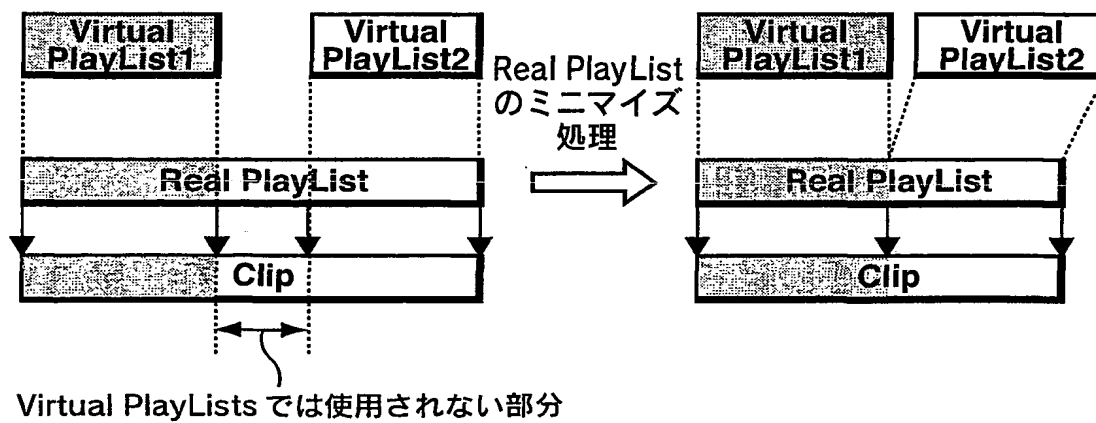 Virtual
PlayList1
Virtual
PlayList2
Real PlayList
のミニマイズ
処理
Virtual
PlayList1
Virtual
PlayList2
Real PlayList
Real PlayList
Clip
Clip
Virtual PlayLists では使用されない部分